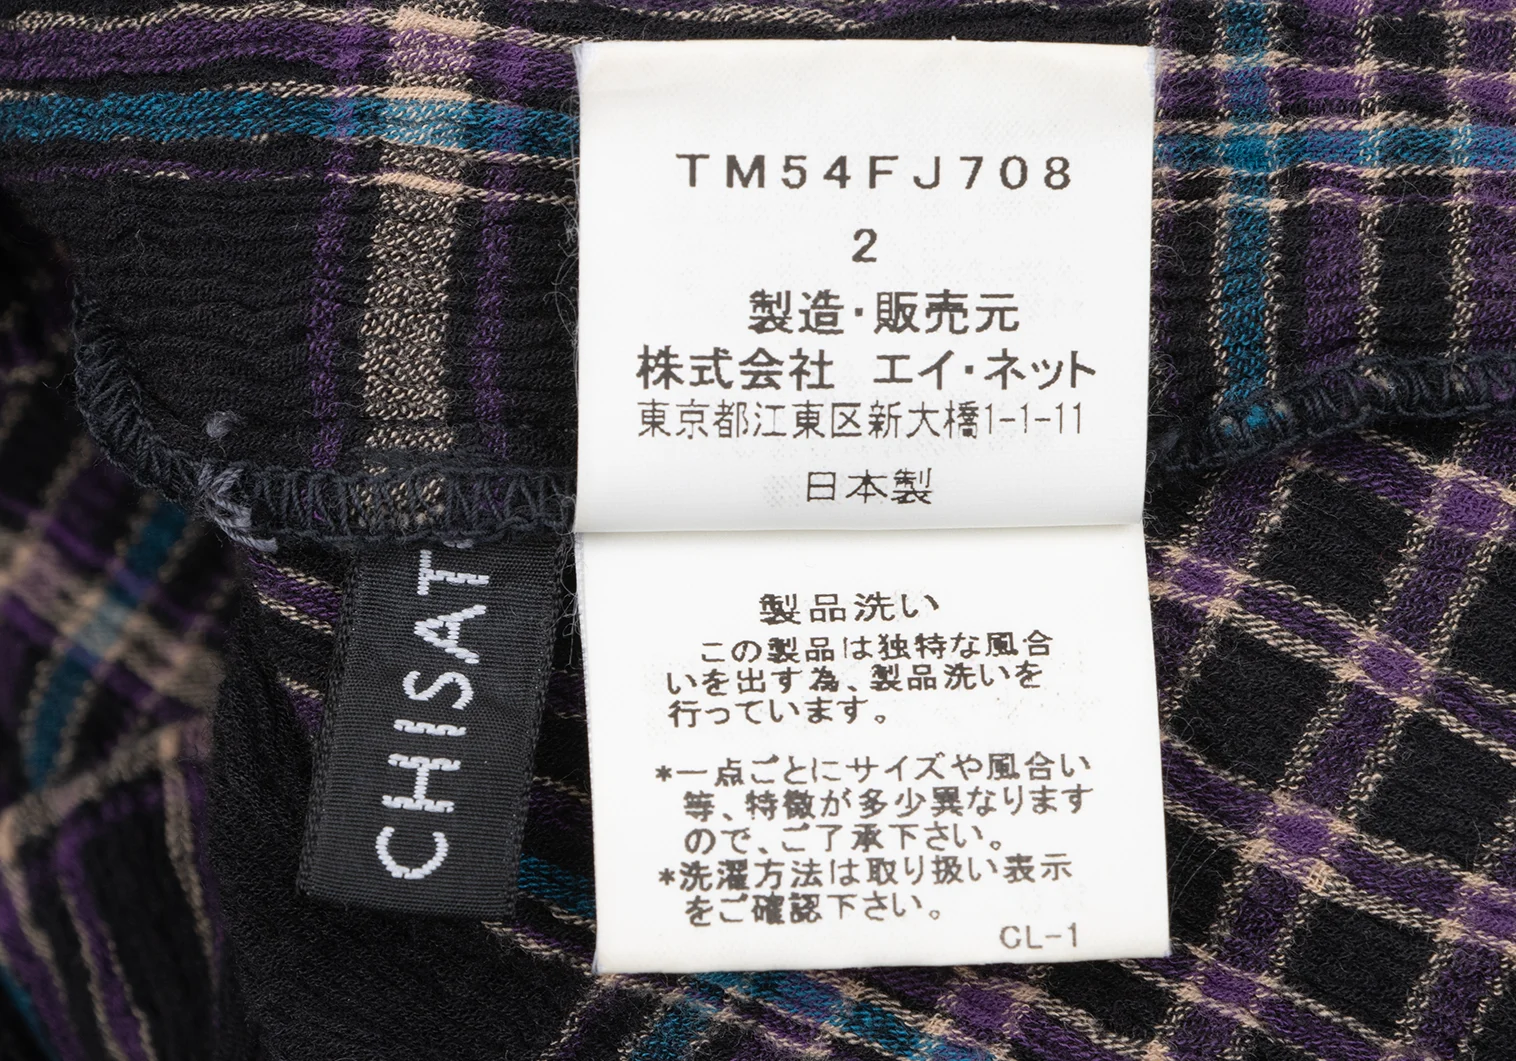 TM54FJ708
2
製造・販売元
株式会社 エイ・ネット
東京都江東区新大橋1-1-11
日本製
製品洗い
この製品は独特な風合
いを出す為、製品洗いを
行っています。
*一点ごとにサイズや風合い
等、特徴が多少異なります
ので、ご了承下さい。
*洗濯方法は取り扱い表示
をご確認下さい。
CL-1
CHISAT